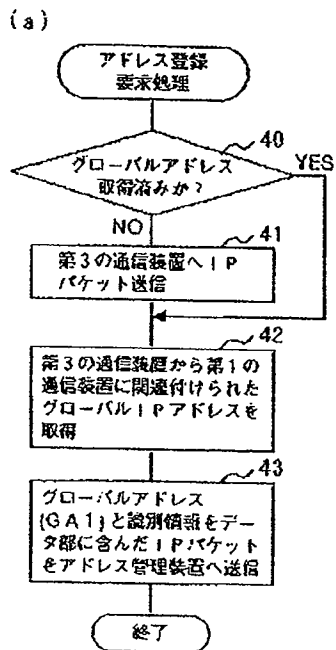 (a)
アドレス登録
要求処理
40
グローバルアドレス
取得済みか?
YES
NO
41
第3の通信装置へIP
パケット送信
42
第3の通信装置から第1の
通信装置に関連付けられた
グローバルIPアドレスを
取得
43
グローバルアドレス
(GA1)と識別情報をデー
タ部に含んだIPパケット
をアドレス管理装置へ送信
終了